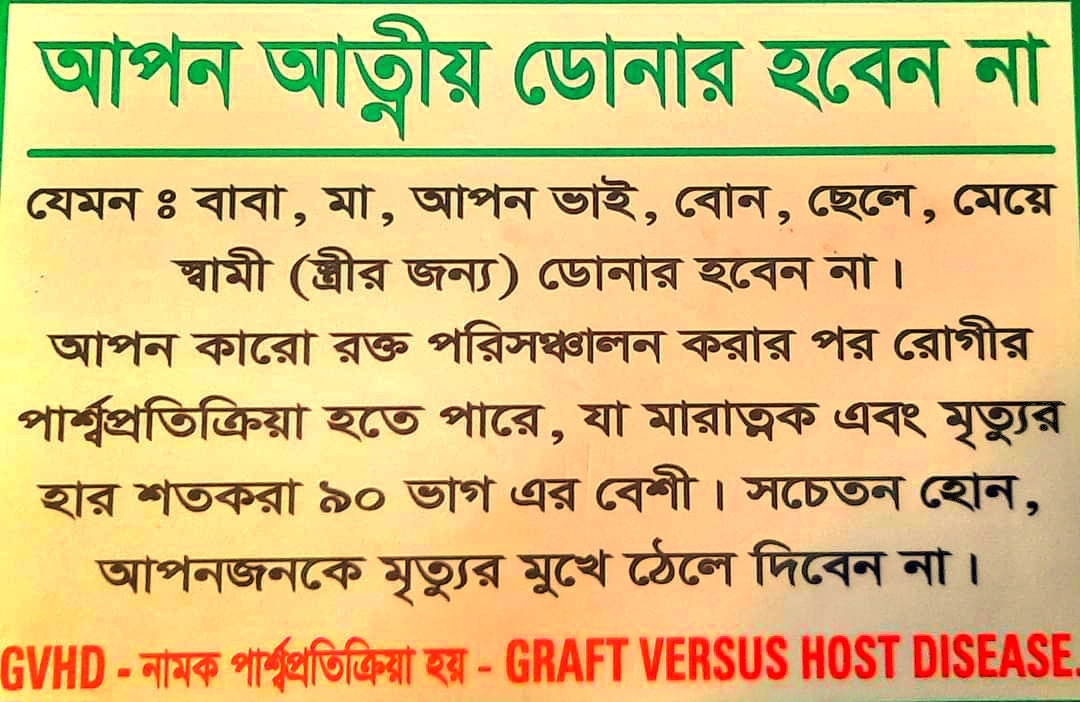 আপন আত্নীয় ডোনার হবেন না
যেমন ঃ বাবা, মা, আপন ভাই, বোন, ছেলে, মেয়ে
স্বামী (স্ত্রীর জন্য) ডোনার হবেন না।
আপন কারো রক্ত পরিসঞ্চালন করার পর রোগীর
পার্শ্বপ্রতিক্রিয়া হতে পারে, যা মারাত্নক এবং মৃত্যুর
হার শতকরা ৯০ ভাগ এর বেশী। সচেতন হোন,
আপনজনকে মৃত্যুর মুখে ঠেলে দিবেন না।
GVHD - নামক পার্শ্বপ্রতিক্রিয়া হয় - GRAFT VERSUS HOST DISEASE.